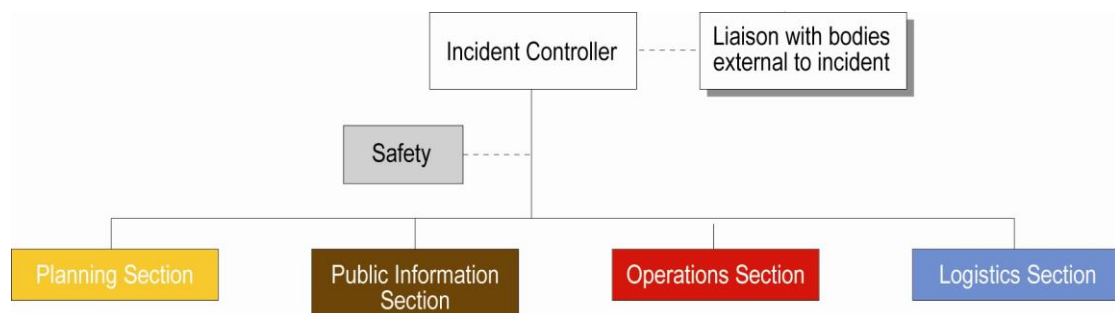 Incident Controller
Liaison with bodies
external to incident
Safety
Planning Section
Public Information
Section
Operations Section
Logistics Section